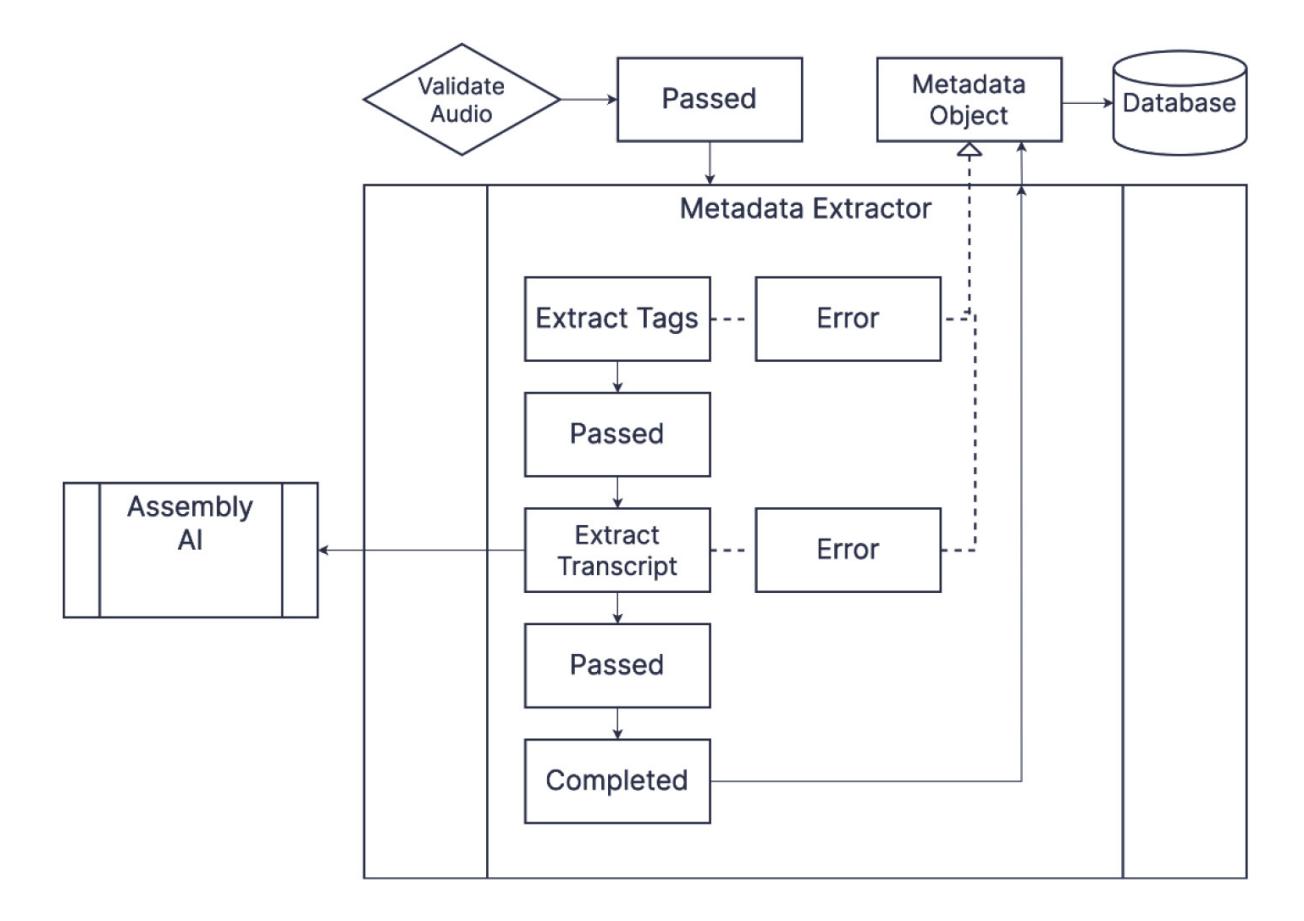 Validate
Audio
Passed
Metadata
Object
Database
Metadata Extractor
Extract Tags
Error
Passed
Assembly
AI
Extract
Transcript
Error
Passed
Completed